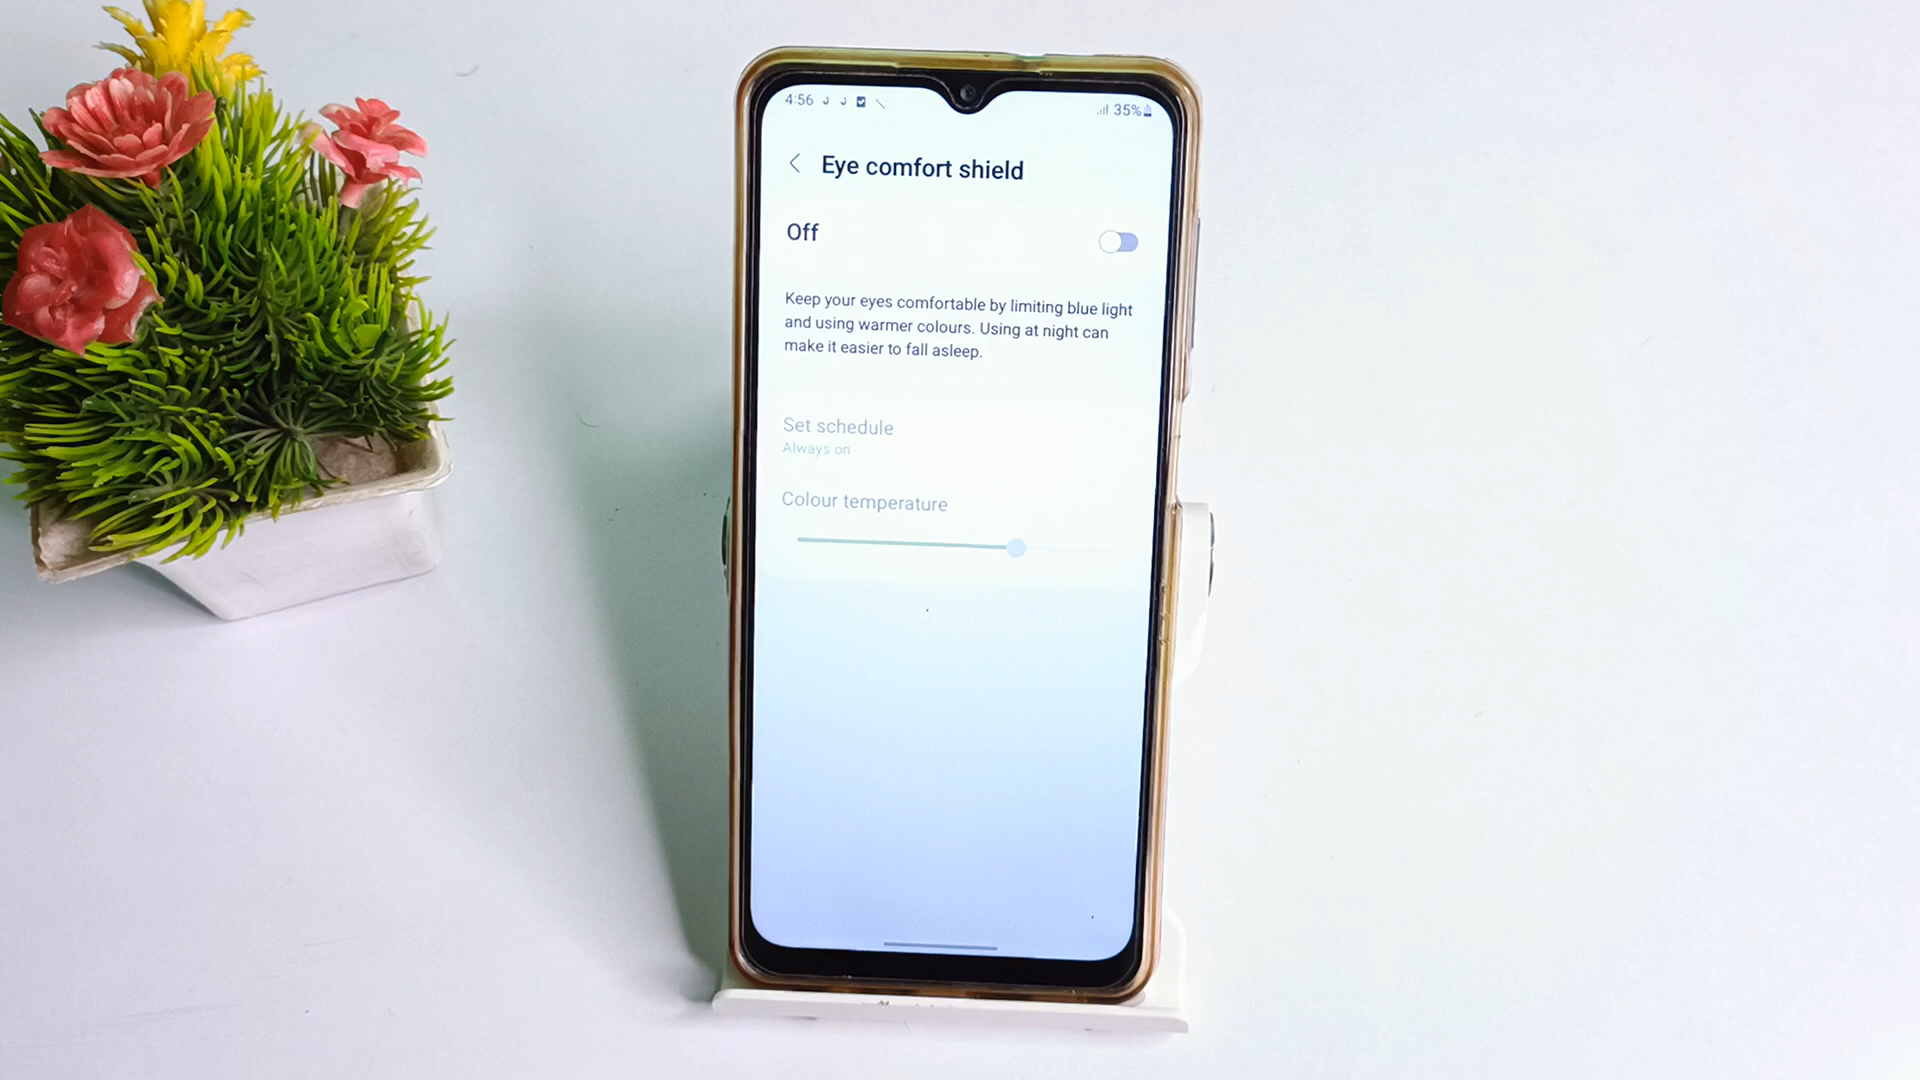 4:56
35%
Eye comfort shield
Off
Keep your eyes comfortable by limiting blue light
and using warmer colours. Using at night can
make it easier to fall asleep.
Set schedule
Always on
Colour temperature